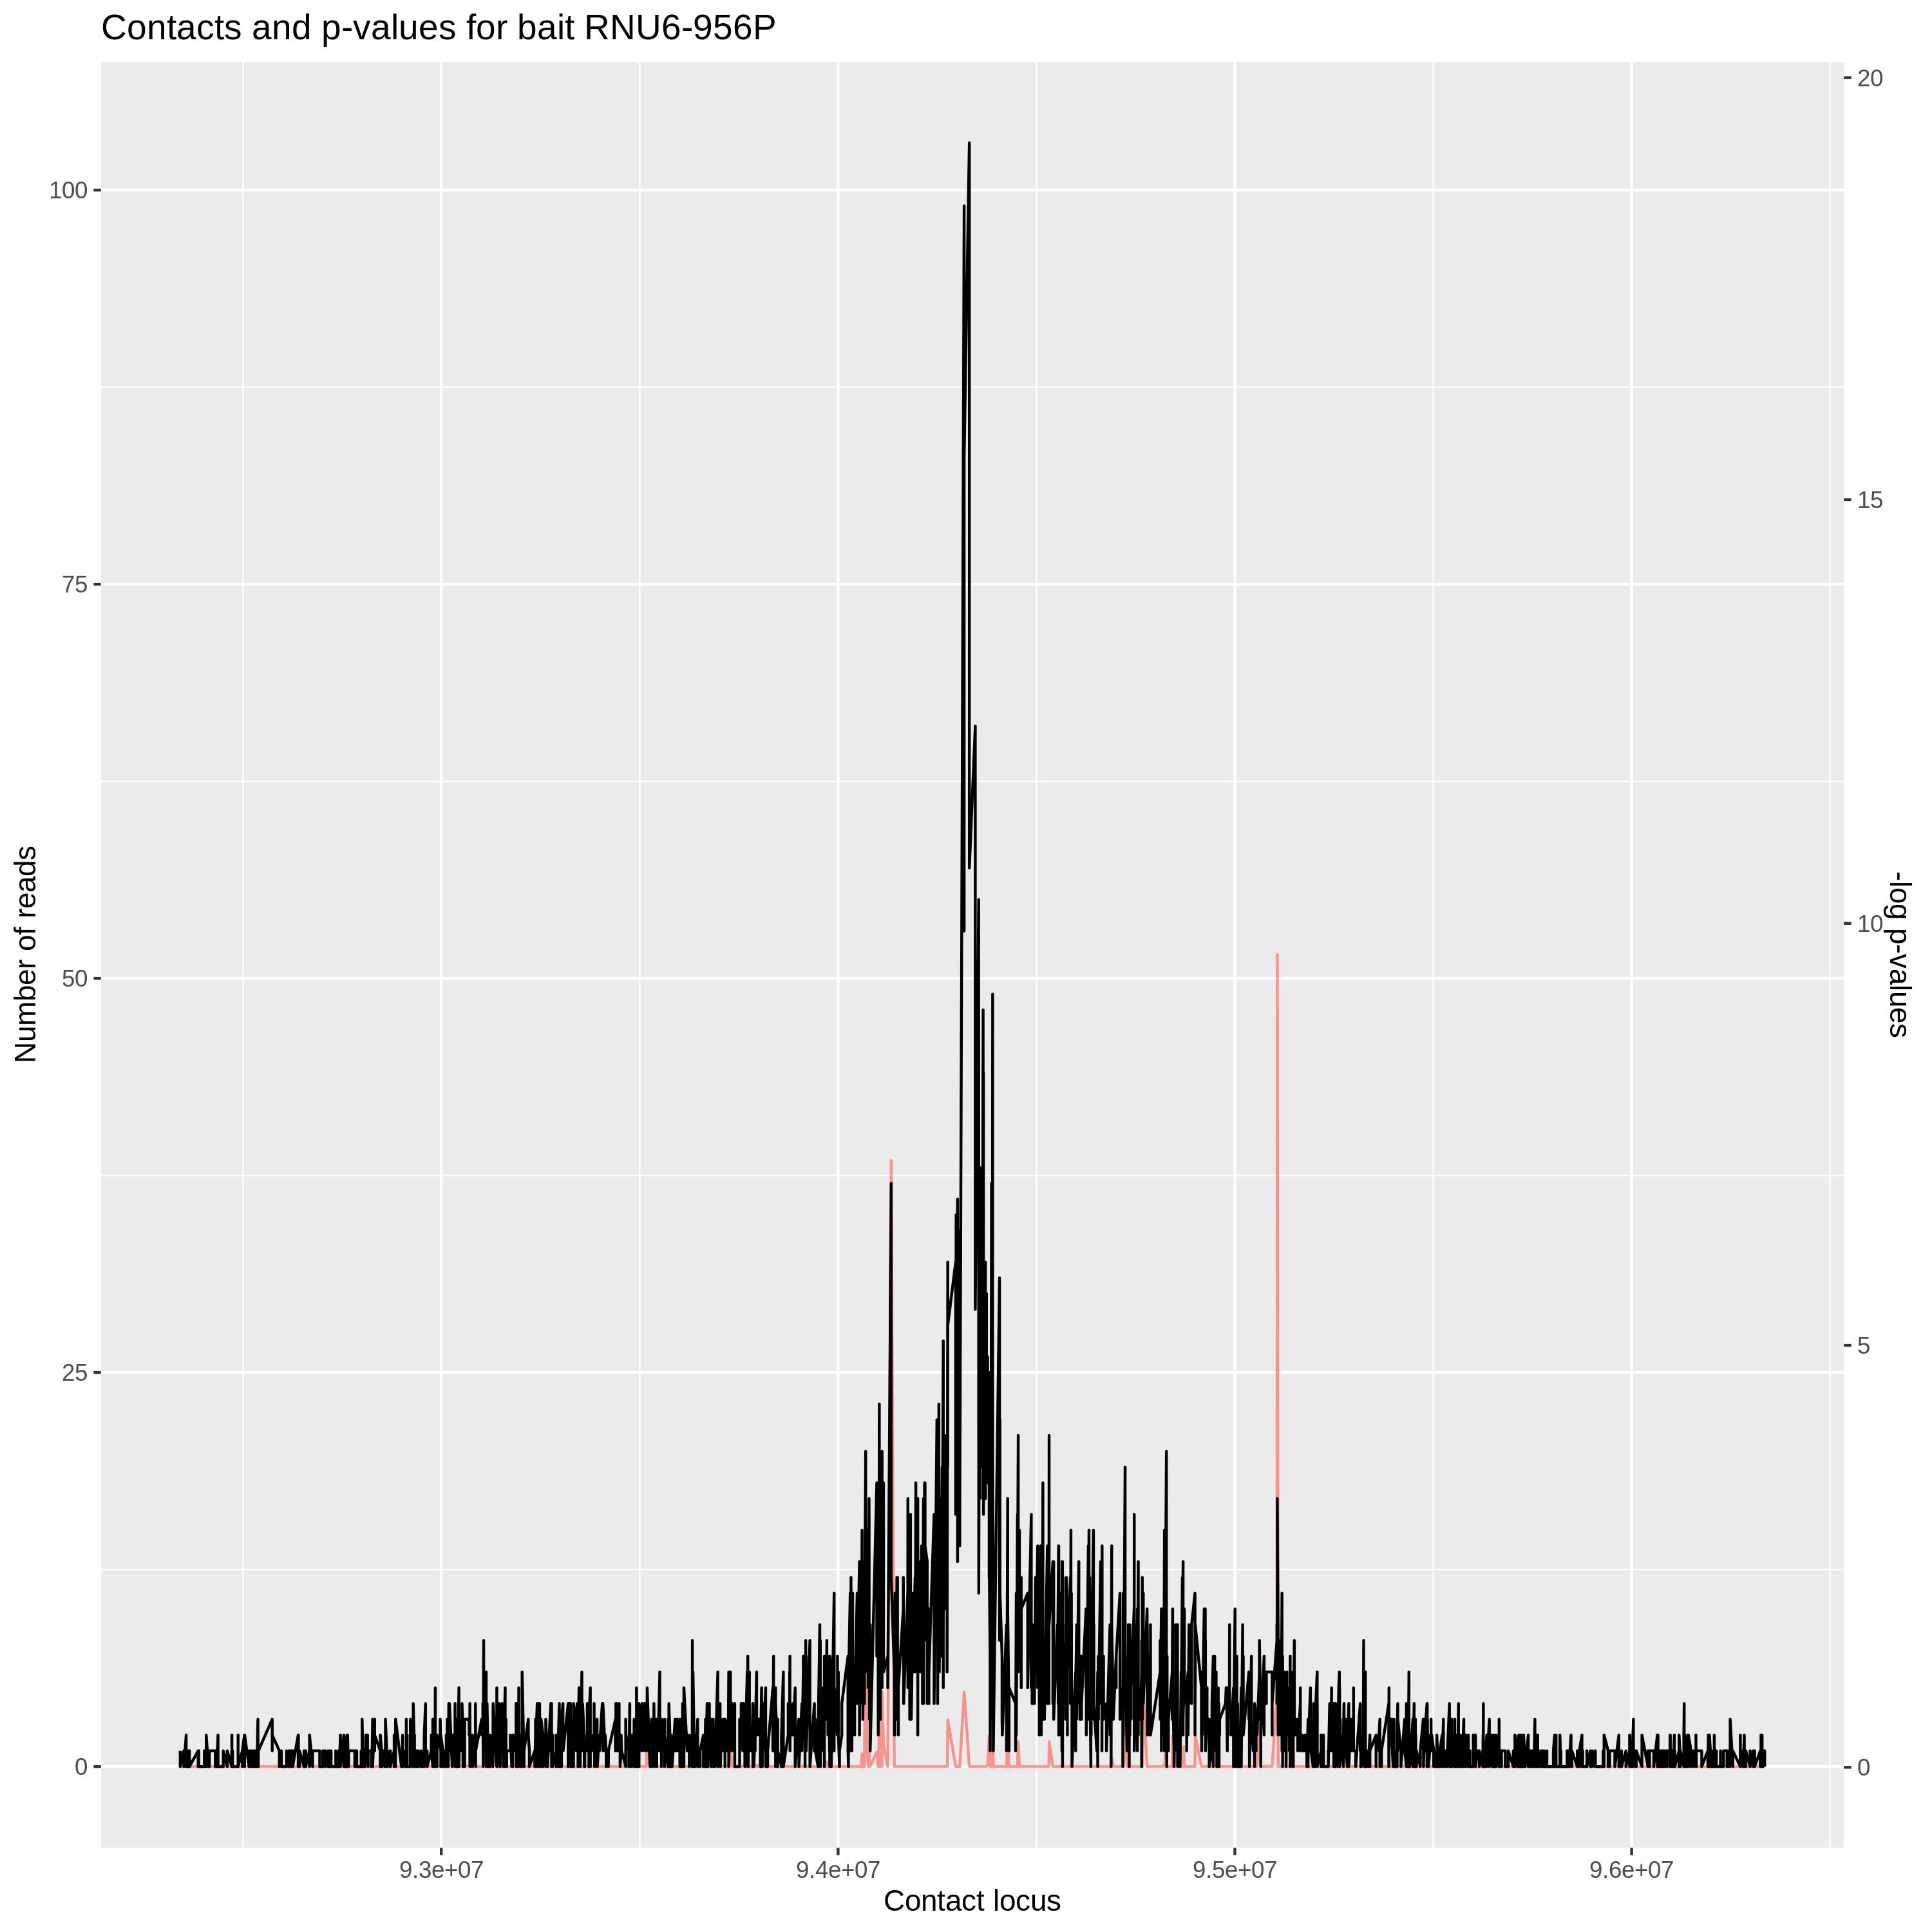 Contacts and p-values for bait RNU6-956P
Number of reads
100
75
50
25
0
20
15
10
5
0
-log p-values
9.3e+07
9.4e+07
9.5e+07
9.6e+07
Contact locus